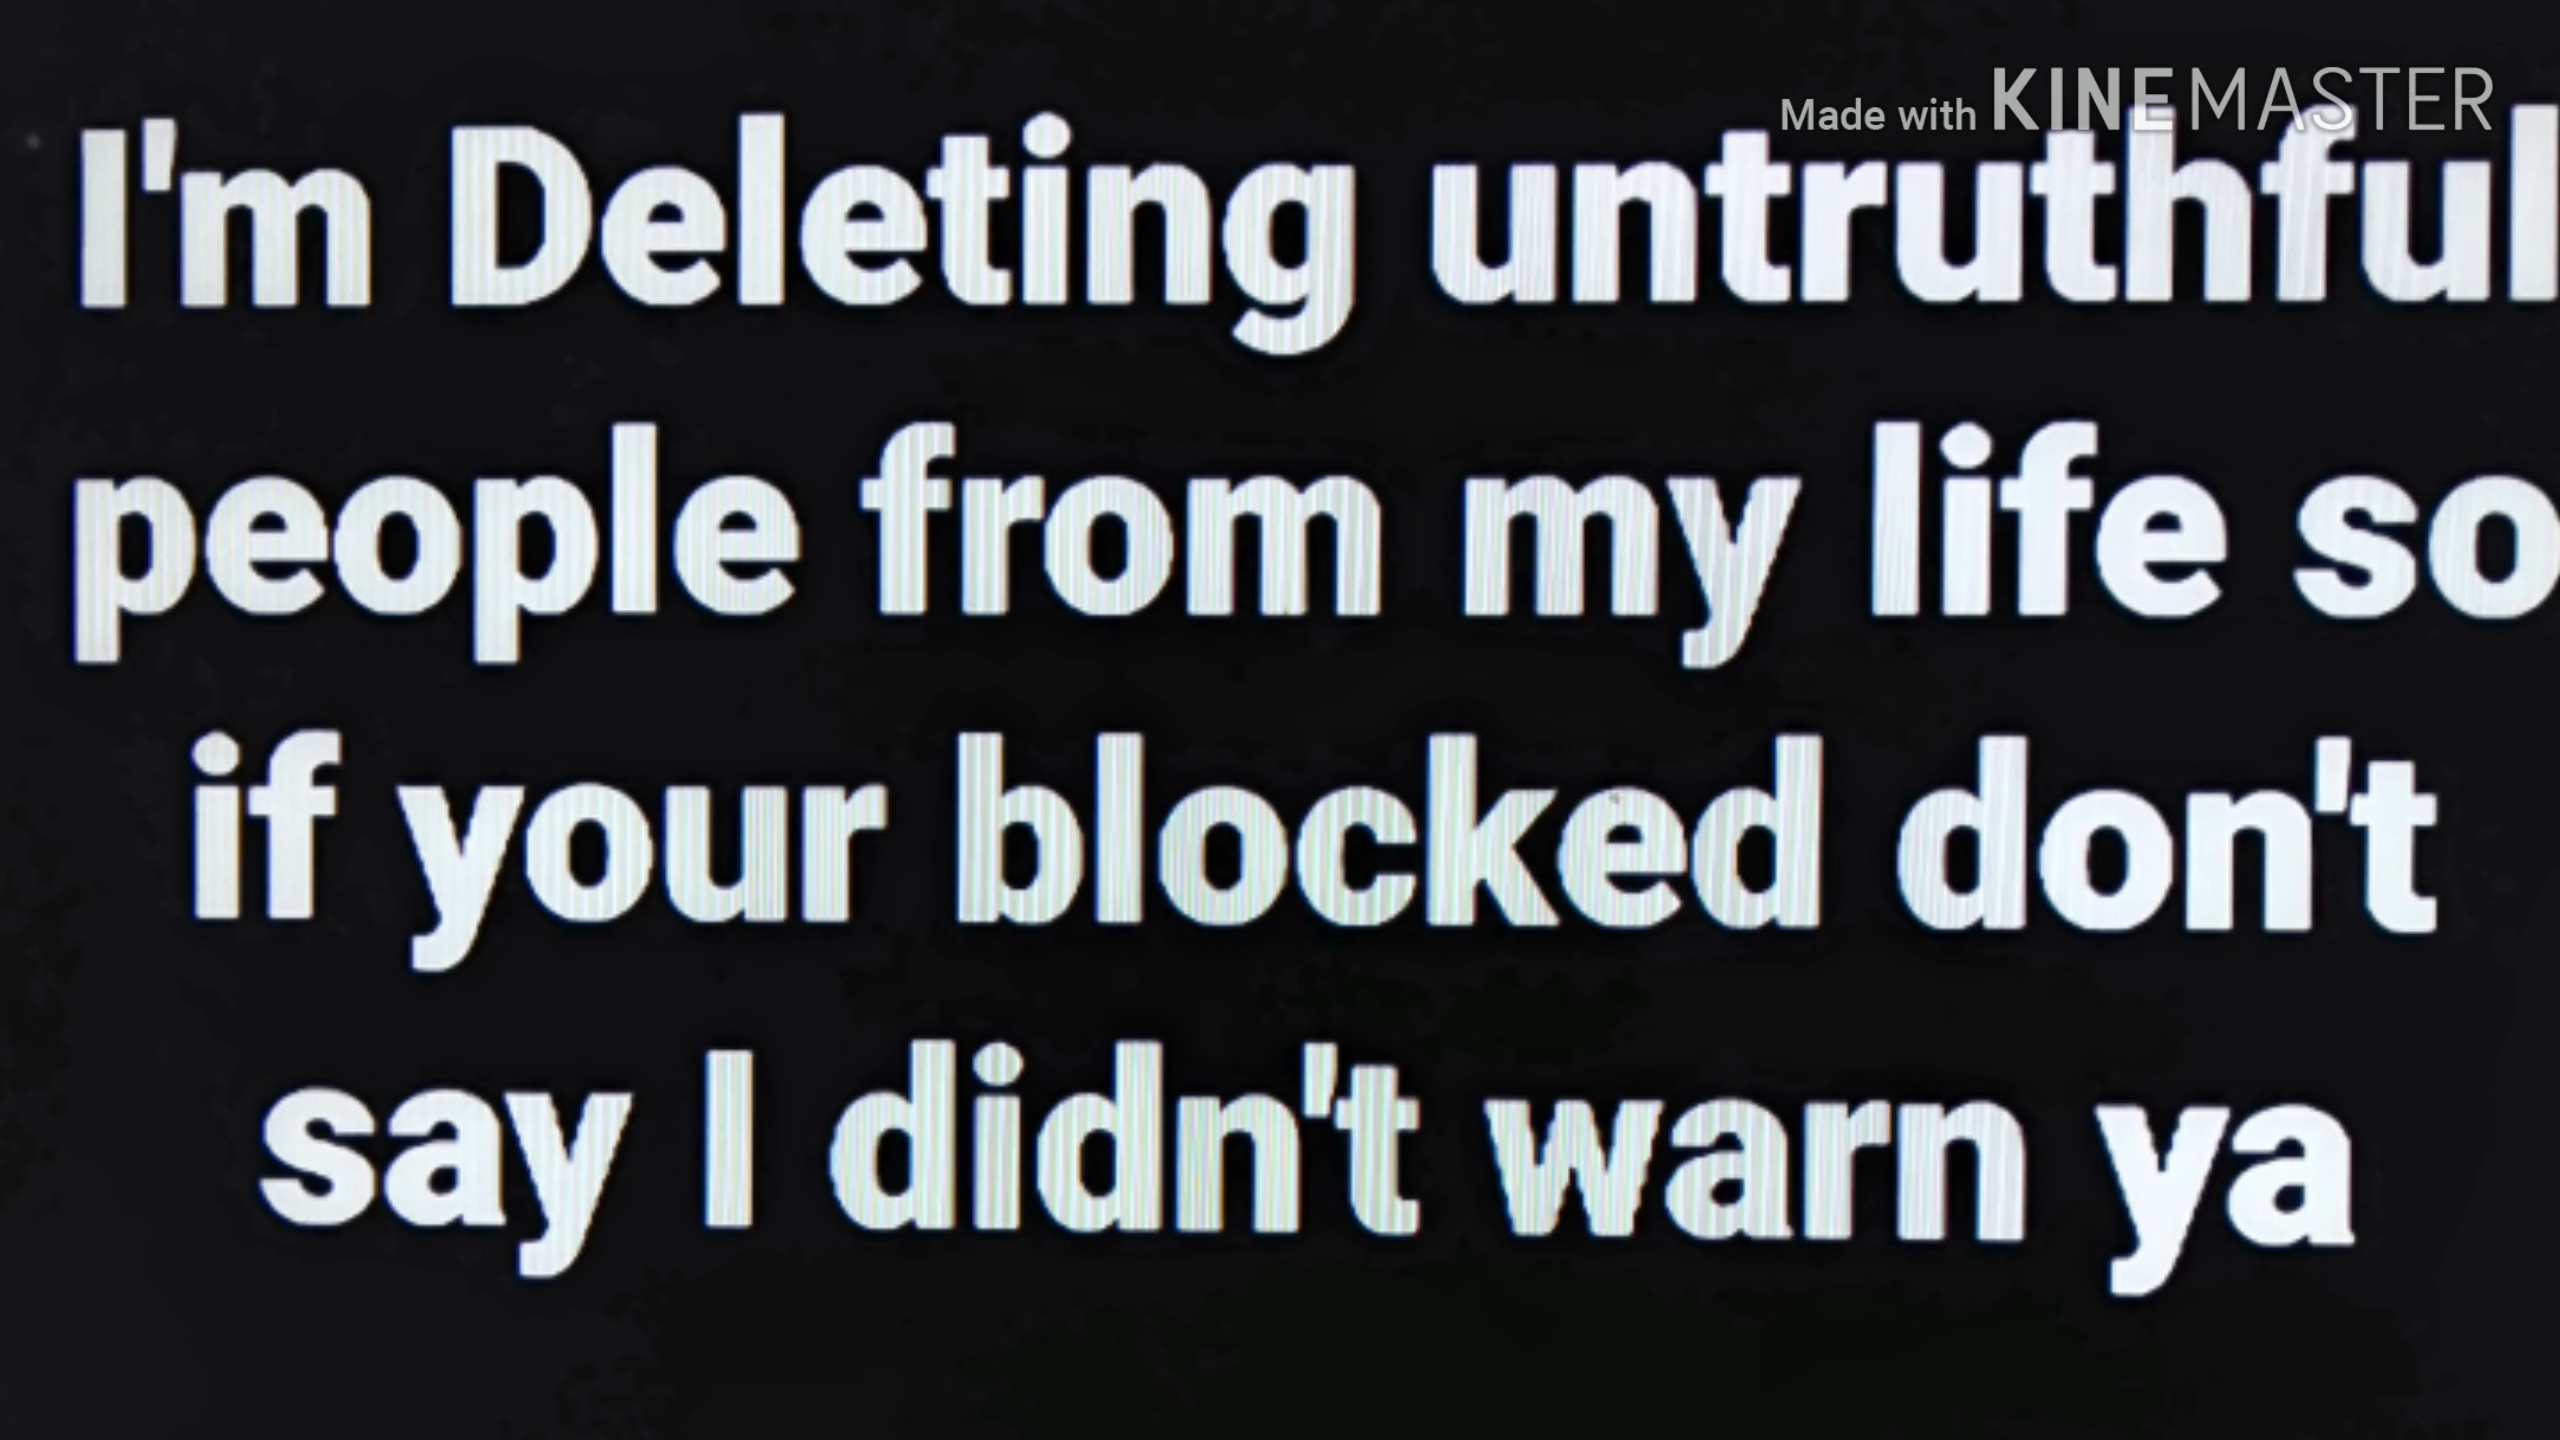 Made with KINEMASTER
I'm Deleting untruthful
people from my life so
if your blocked don't
say I didn't warn ya